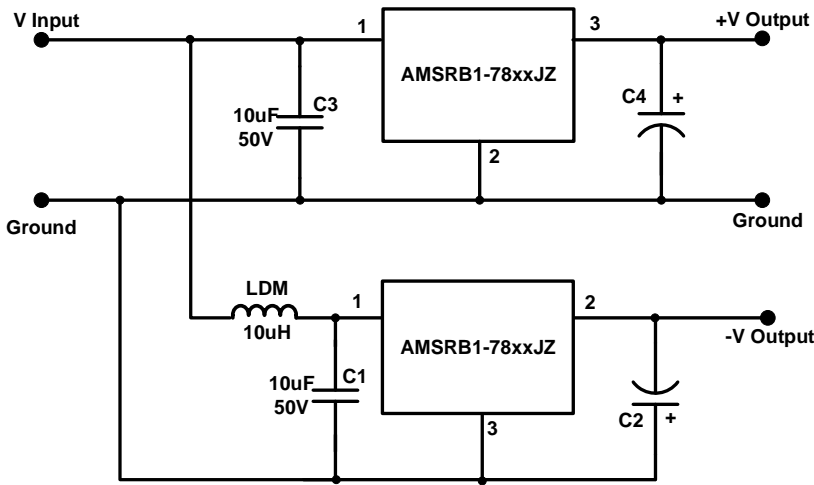 V Input
1
AMSRB1-78xxJZ
3
+V Output
10uF
50V
C3
C4
+
2
Ground
Ground
LDM
10uH
1
AMSRB1-78xxJZ
2
-V Output
10uF
50V
C1
C2
+
3